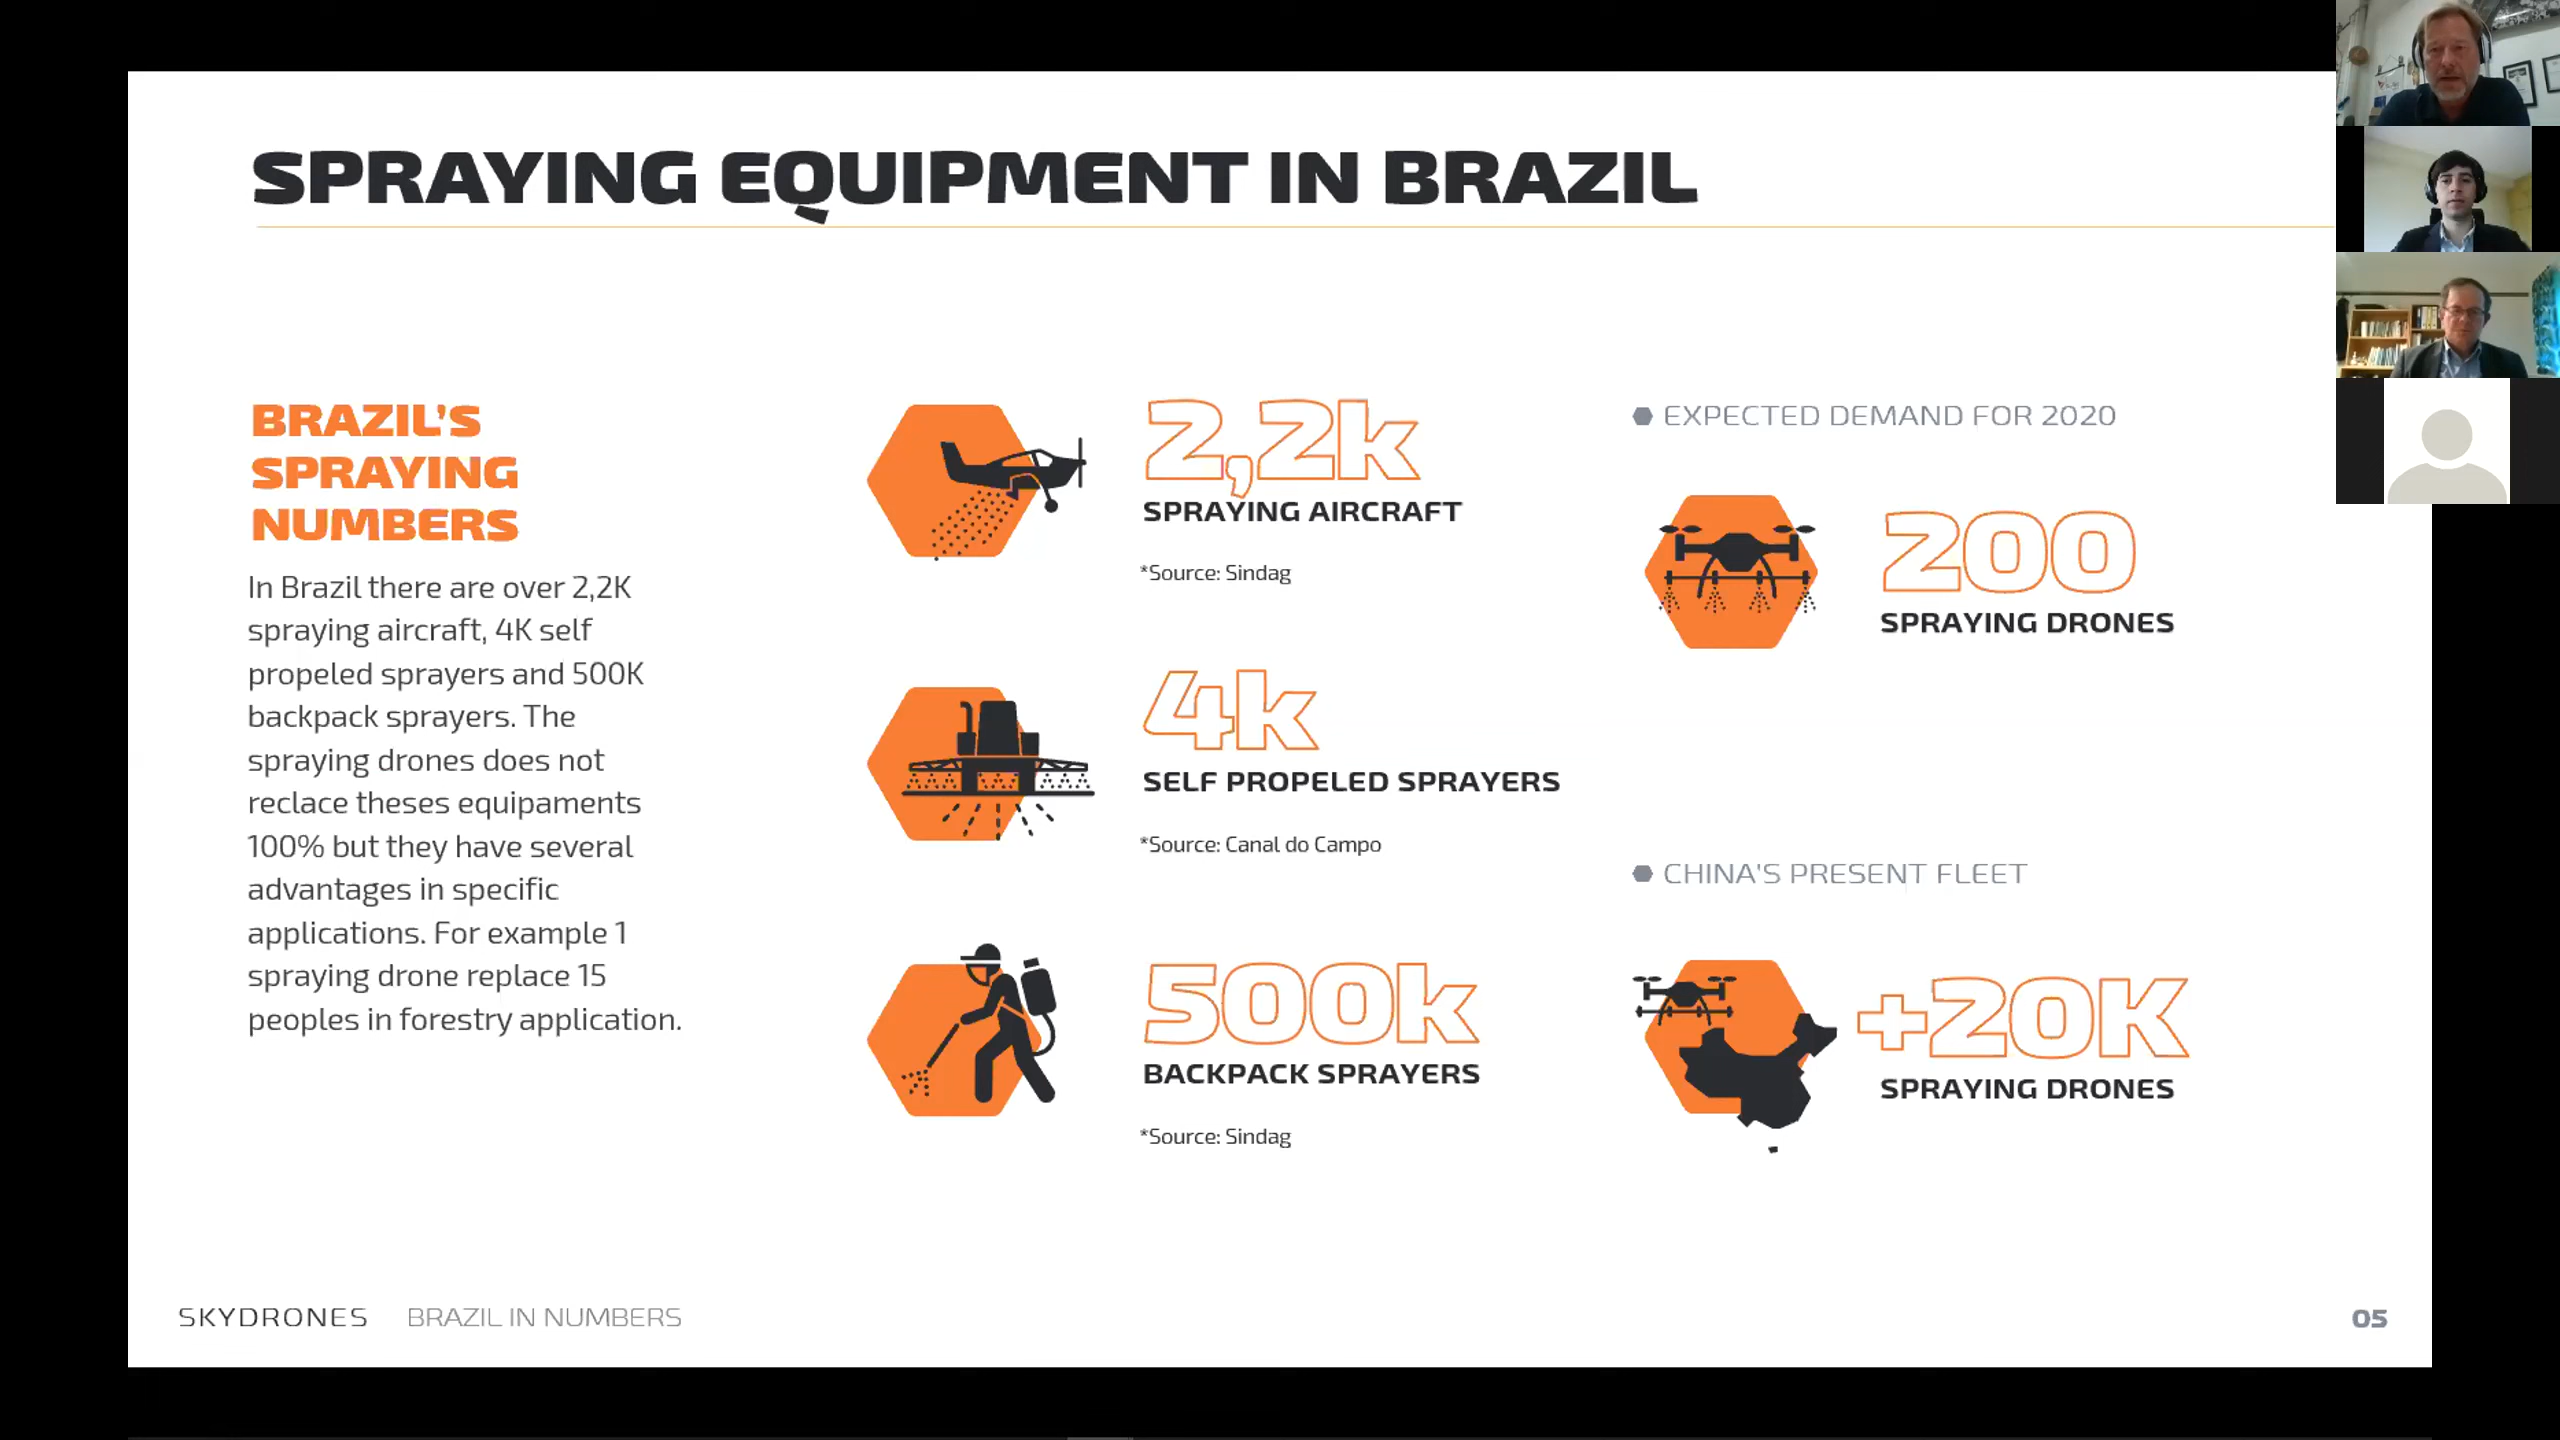 SPRAYING EQUIPMENT IN BRAZIL
BRAZIL'S
SPRAYING
NUMBERS
In Brazil there are over 2,2K
spraying aircraft, 4K self
propeled sprayers and 500K
backpack sprayers. The
spraying drones does not
reclace theses equipaments
100% but they have several
advantages in specific
applications. For example 1
spraying drone replace 15
peoples in forestry application.
2,2k
SPRAYING AIRCRAFT
*Source: Sindag
4k
SELF PROPELED SPRAYERS
*Source: Canal do Campo
500k
BACKPACK SPRAYERS
*Source: Sindag
EXPECTED DEMAND FOR 2020
200
SPRAYING DRONES
CHINA'S PRESENT FLEET
+20K
SPRAYING DRONES
SKYDRONES BRAZIL IN NUMBERS
05